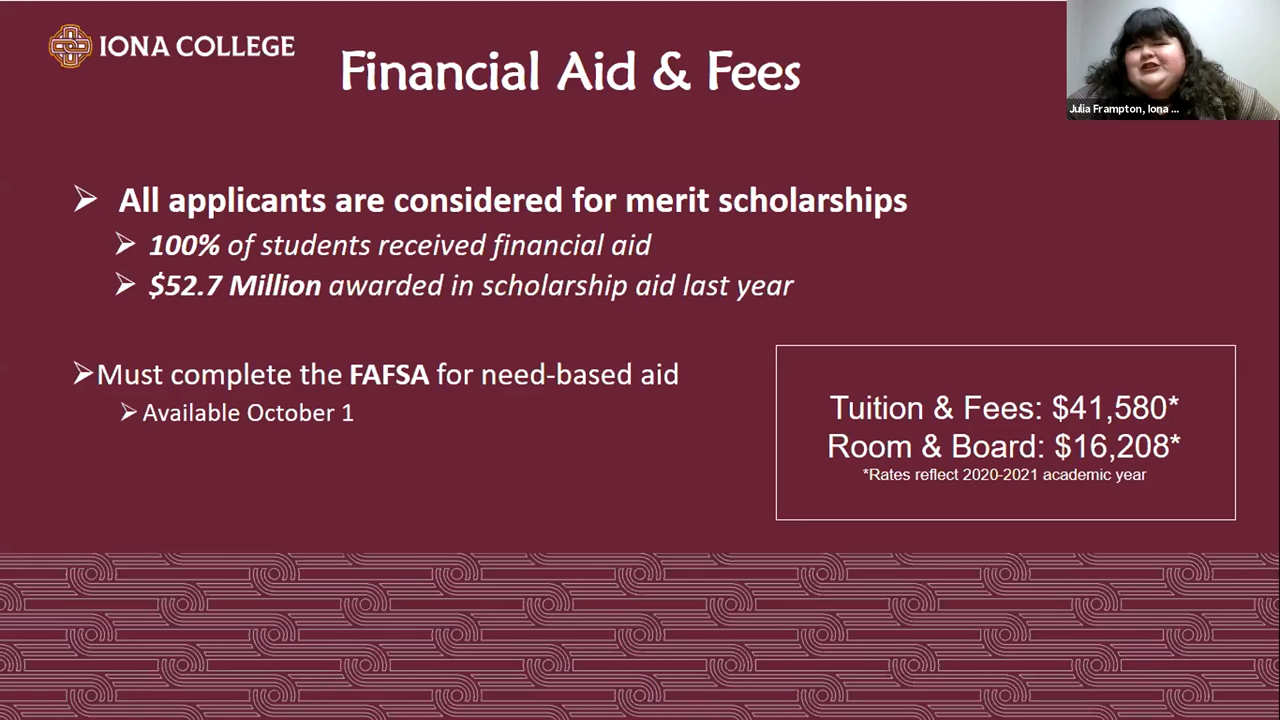 IONA COLLEGE
Financial Aid & Fees
Julia Frampton, Iona ...
All applicants are considered for merit scholarships
100% of students received financial aid
$52.7 Million awarded in scholarship aid last year
Must complete the FAFSA for need-based aid
Available October 1
Tuition & Fees: $41,580*
Room & Board: $16,208*
*Rates reflect 2020-2021 academic year